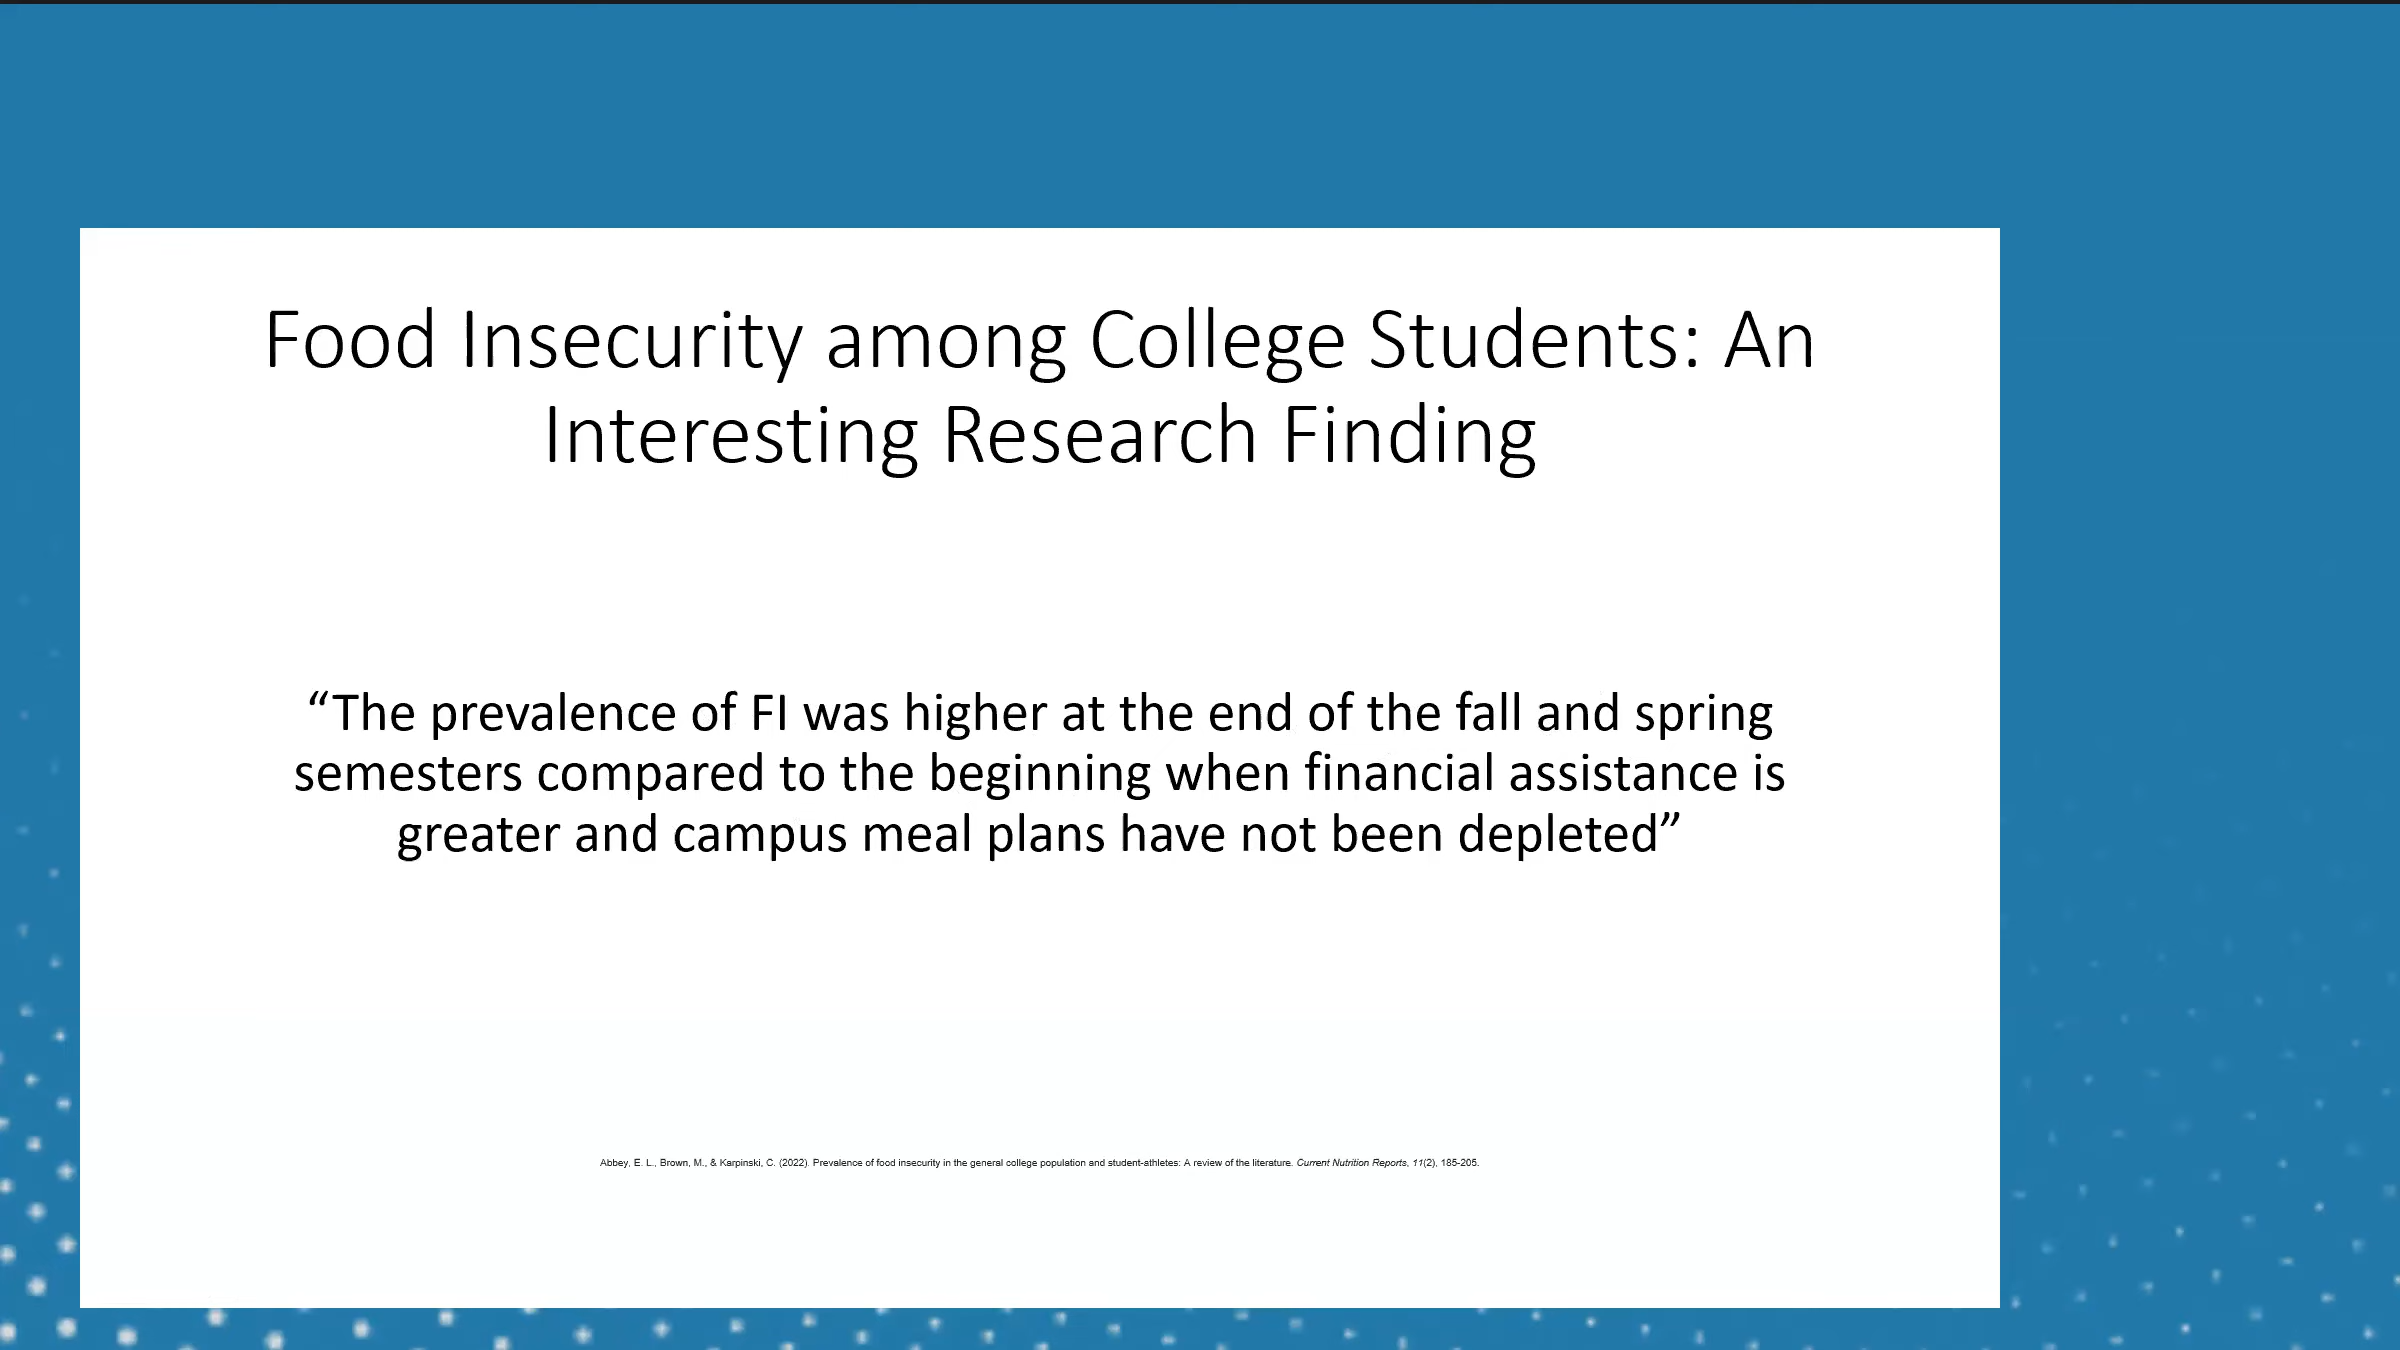 Food Insecurity among College Students: An
Interesting Research Finding
“The prevalence of FI was higher at the end of the fall and spring
semesters compared to the beginning when financial assistance is
greater and campus meal plans have not been depleted”
Abbey, E. L., Brown, M., & Karpinski, C. (2022). Prevalence of food insecurity in the general college population and student-athletes: A review of the literature. Current Nutrition Reports, 11(2), 185-205.